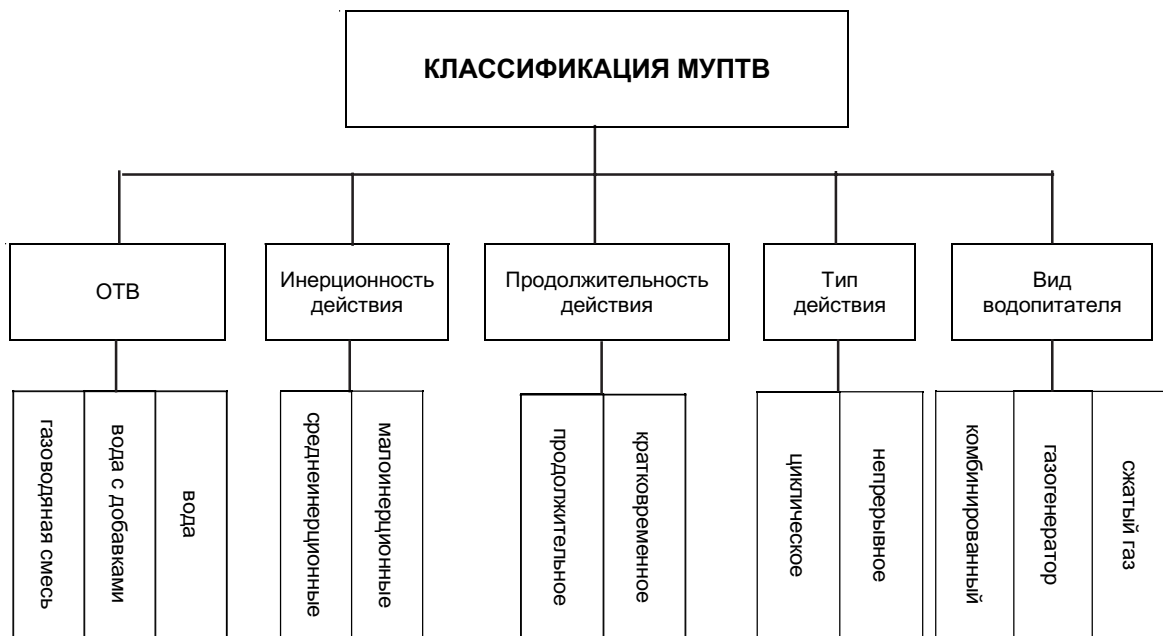 КЛАССИФИКАЦИЯ МУПТВ
ОТВ
Инерционность
действия
Продолжительность
действия
Тип
действия
Вид
водопитателя
газоводяная смесь
вода с добавками
вода
среднеинерционные
малоинерционные
продолжительное
кратковременное
циклическое
непрерывное
комбинированный
газогенератор
сжатый газ